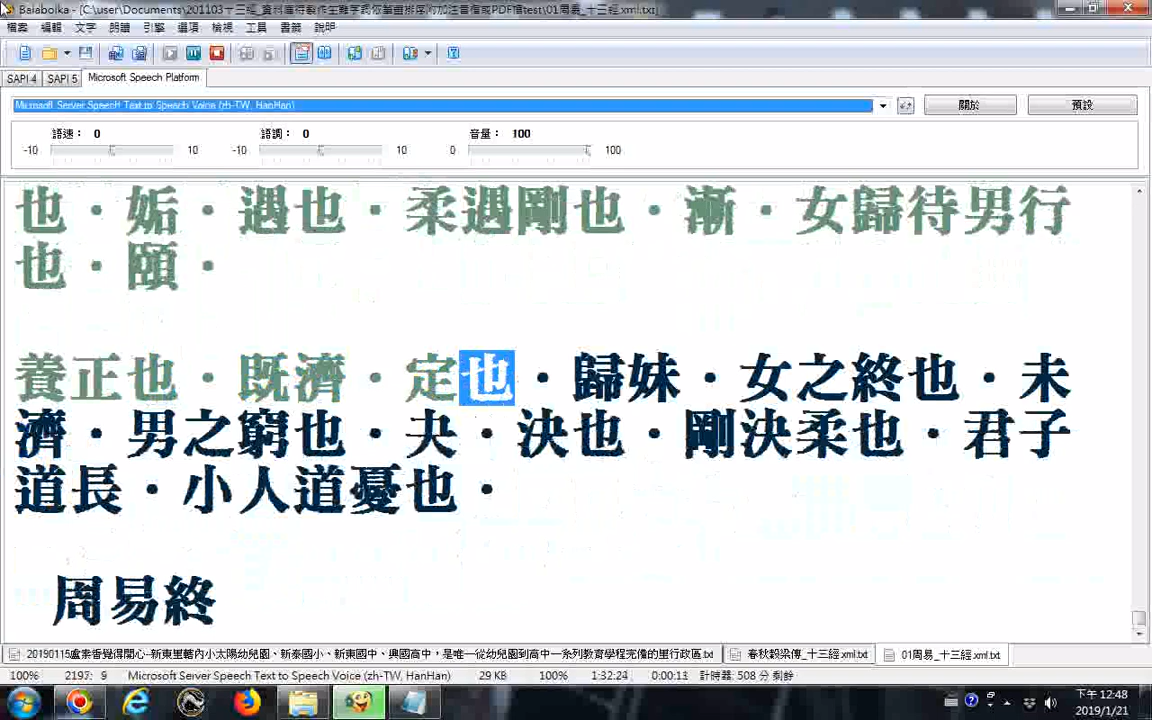 Balabolka - [C:\user\Documents\201103十三經_資料庫待製作生難字詞依筆畫排序附加注音檔或PDF檔test\01周易_十三經.xml.txt]
檔案 編輯 文字 朗讀 引擎 選項 檢視 工具 書籤 說明
SAPI 4 SAPI 5 Microsoft Speech Platform
Microsoft Server Speech Text to Speech Voice (zh-TW, HanHan) 關於 預設
語速： 0 語調： 0 音量： 100
-10 10 -10 10 0 100
也．姤．遇也．柔遇剛也．漸．女歸待男行
也．頤．
養正也．既濟．定也．歸妹．女之終也．未
濟．男之窮也．夬．決也．剛決柔也．君子
道長．小人道憂也．
周易終
20190115盧素香覺得開心--新東里轄內小太陽幼兒園、新泰國小、新東國中、興國高中，是唯一從幼兒園到高中一系列教育學程完備的里行政區.txt 春秋穀梁傳_十三經.xml.txt 01周易_十三經.xml.txt
100% 2197: 9 Microsoft Server Speech Text to Speech Voice (zh-TW, HanHan) 29 KB 100% 1:32:24 0:00:13 計時器: 508 分 剩餘
下午 12:48
2019/1/21